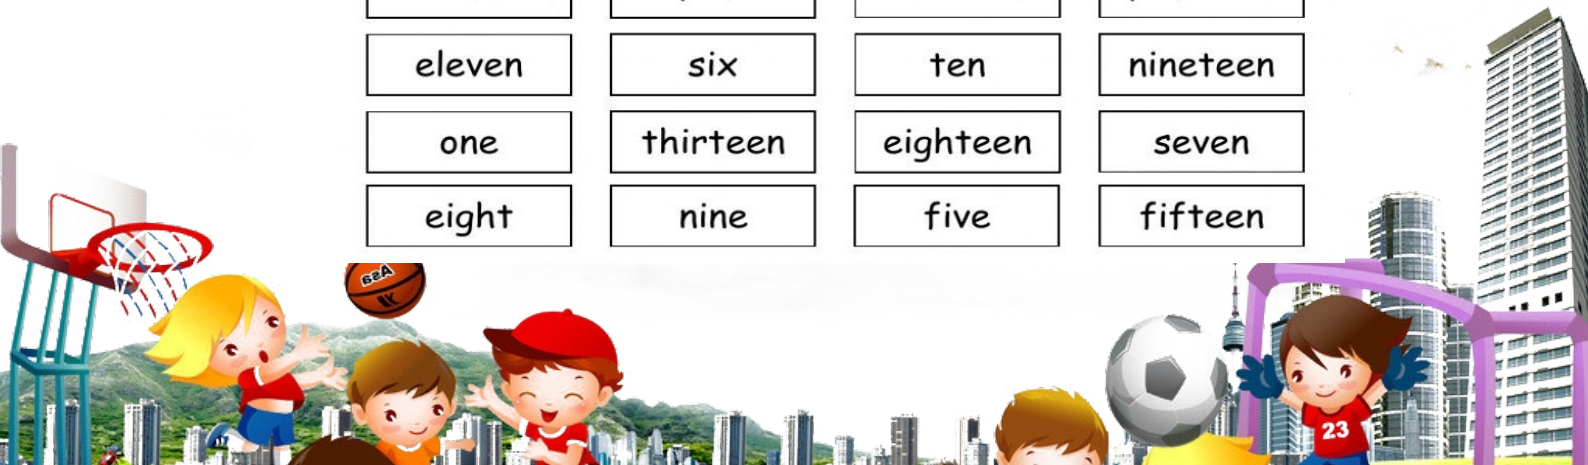 eleven six ten nineteen
one thirteen eighteen seven
eight nine five fifteen
23